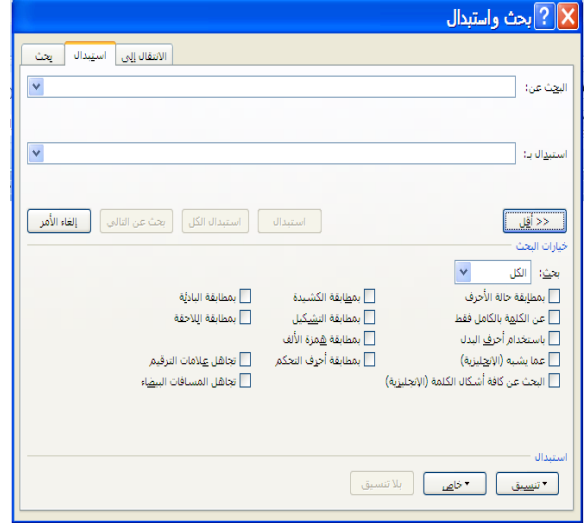 بحث واستبدال
بحث استبدال الانتقال إلى
البحث عن:
استبدال بـ:
<< أقل استبدال استبدال الكل بحث عن التالي إلغاء الأمر
خيارات البحث
بحث: الكل
بمطابقة حالة الأحرف بمطابقة الكشيدة بمطابقة البادئة
عن الكلمة بالكامل فقط بمطابقة التشكيل بمطابقة اللاحقة
باستخدام أحرف البدل بمطابقة همزة الألف
عما يشبه (الإنجليزية) بمطابقة أحرف التحكم تجاهل علامات الترقيم
البحث عن كافة أشكال الكلمة (الإنجليزية) تجاهل المسافات البيضاء
استبدال
تنسيق خاص بلا تنسيق